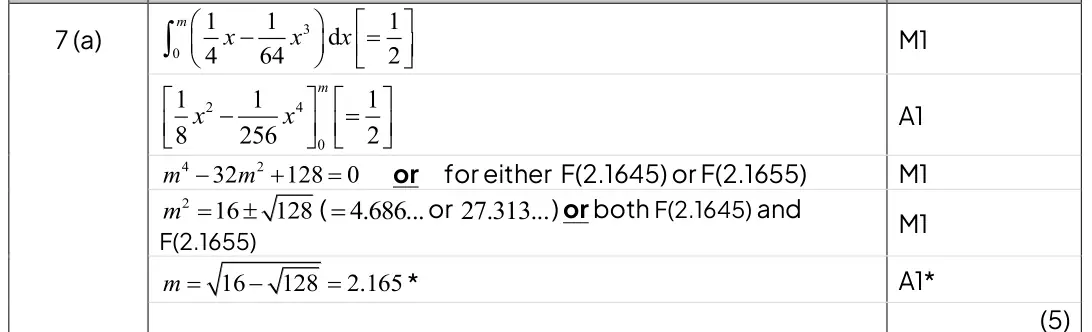 7 (a) ∫₀ᵐ (1/4 x − 1/64 x³) dx [= 1/2] M1
[1/8 x² − 1/256 x⁴]₀ᵐ [= 1/2] A1
m⁴ − 32m² + 128 = 0 or for either F(2.1645) or F(2.1655) M1
m² = 16 ± √128 (= 4.686... or 27.313...) or both F(2.1645) and M1
F(2.1655)
m = √(16 − √128) = 2.165 * A1*
(5)